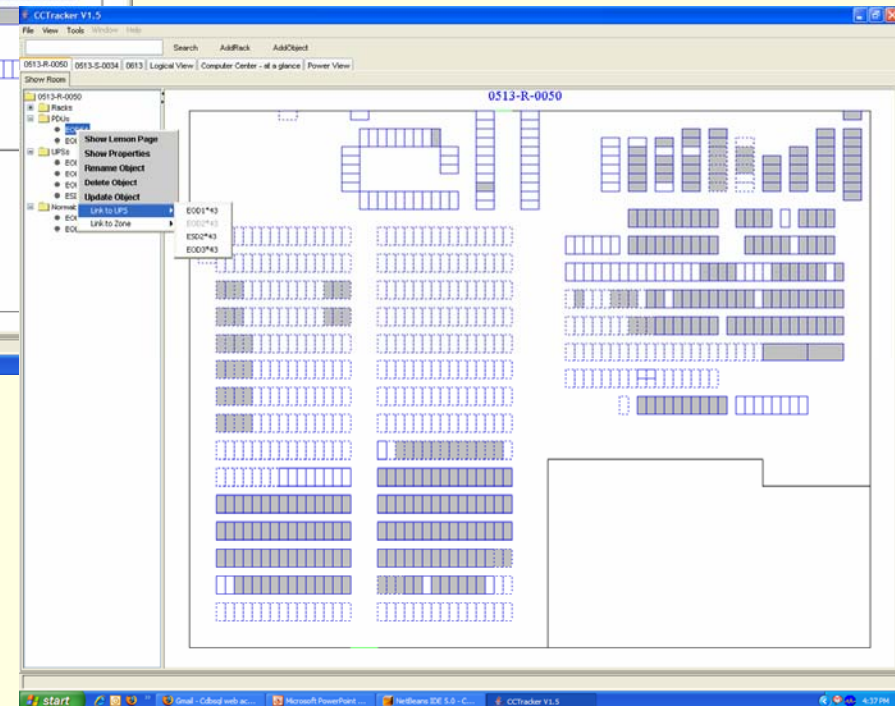 CCTracker V1.5
File View Tools Window Help
Search AddRack AddObject
0513-R-0050 0513-S-0034 0613 Logical View Computer Center - at a glance Power View
Show Room
0513-R-0050
0513-R-0050
Racks
PDUs
Show Lemon Page
Show Properties
UPSs
Rename Object
Delete Object
Update Object
Link to UPS
EOD1*43
Link to Zone
EOD2*43
ESD2*43
EOD3*43
start
Gmail - Cdbsql web ac...
Microsoft PowerPoint ...
NetBeans IDE 5.0 - C...
CCTracker V1.5
4:37 PM